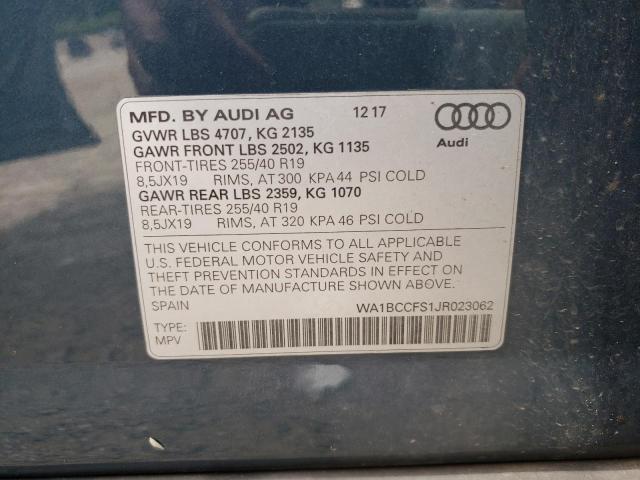 MFD. BY AUDI AG 12 17
GVWR LBS 4707, KG 2135
GAWR FRONT LBS 2502, KG 1135
FRONT-TIRES 255/40 R19
8,5JX19 RIMS, AT 300 KPA 44 PSI COLD
GAWR REAR LBS 2359, KG 1070
REAR-TIRES 255/40 R19
8,5JX19 RIMS, AT 320 KPA 46 PSI COLD
Audi
THIS VEHICLE CONFORMS TO ALL APPLICABLE
U.S. FEDERAL MOTOR VEHICLE SAFETY AND
THEFT PREVENTION STANDARDS IN EFFECT ON
THE DATE OF MANUFACTURE SHOWN ABOVE.
SPAIN WA1BCCFS1JR023062
TYPE:
MPV